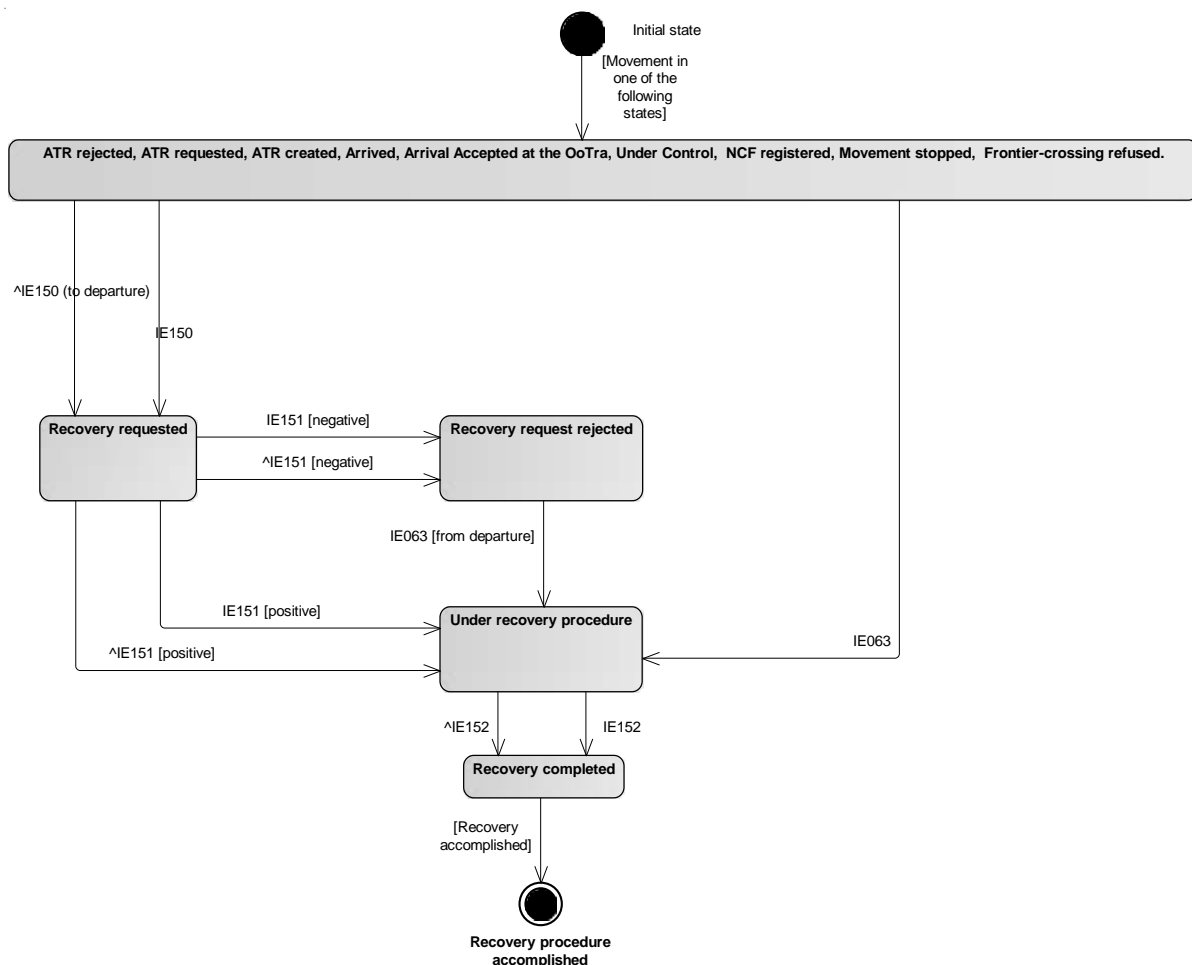 Initial state
[Movement in
one of the
following
states]
ATR rejected, ATR requested, ATR created, Arrived, Arrival Accepted at the OoTra, Under Control, NCF registered, Movement stopped, Frontier-crossing refused.
^IE150 (to departure)
IE150
Recovery requested
IE151 [negative]
^IE151 [negative]
Recovery request rejected
IE063 [from departure]
IE151 [positive]
^IE151 [positive]
Under recovery procedure
IE063
^IE152
IE152
Recovery completed
[Recovery
accomplished]
Recovery procedure
accomplished